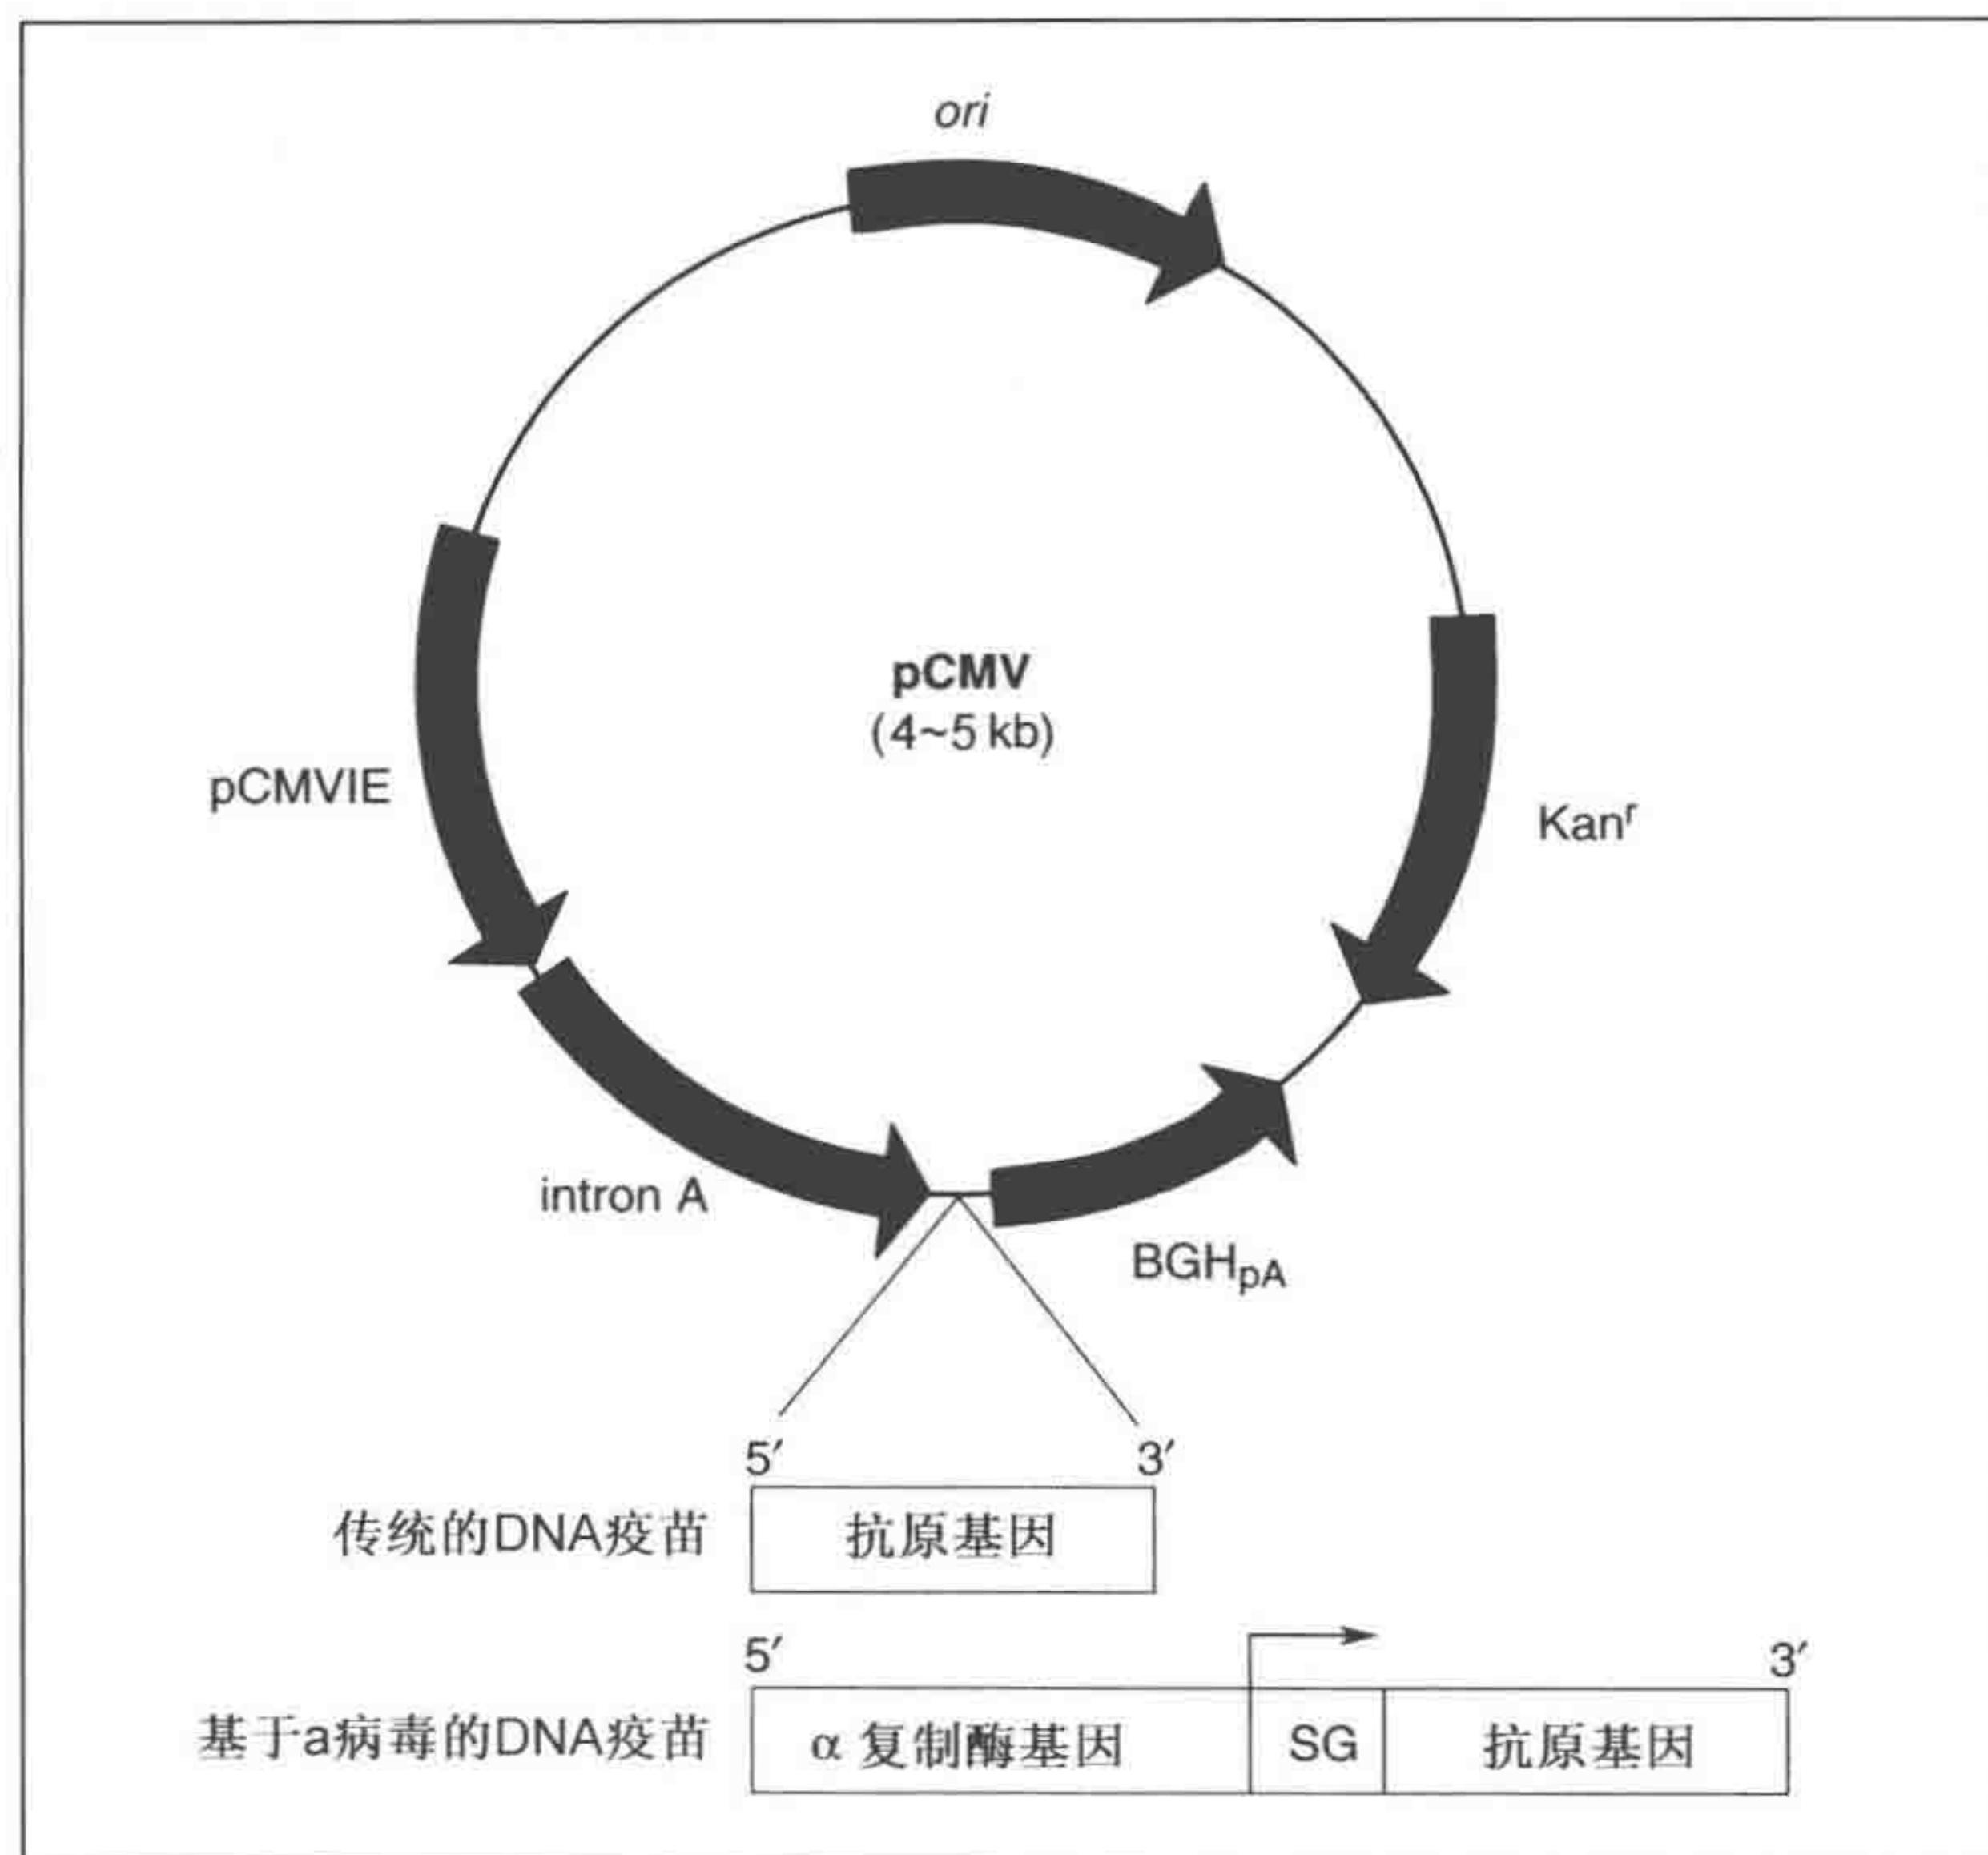 ori
pCMV
(4~5 kb)
pCMVIE
Kanʳ
intron A
BGHpA
5′ 3′
传统的DNA疫苗 抗原基因
5′ 3′
基于a病毒的DNA疫苗 α 复制酶基因 SG 抗原基因